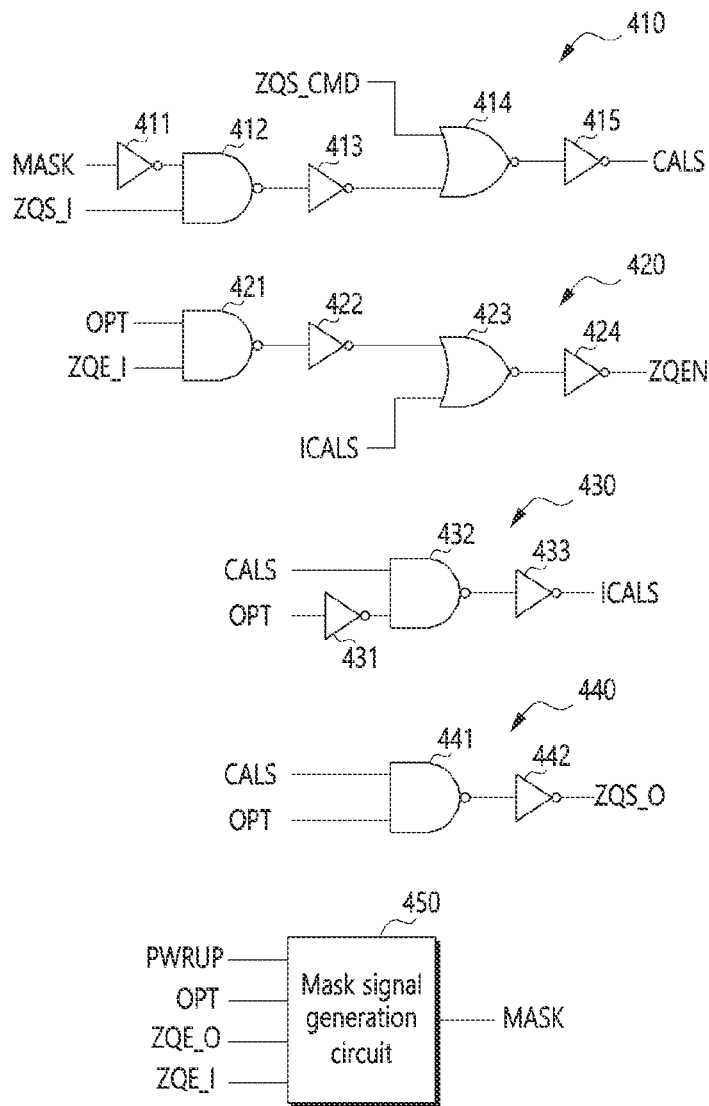 410
ZQS_CMD
414
411
412
413
415
MASK
CALS
ZQS_I
420
421
422
423
424
OPT
ZQE_I
ZQEN
ICALS
430
432
433
CALS
ICALS
OPT
431
440
441
442
CALS
ZQS_O
OPT
450
PWRUP
OPT
ZQE_O
ZQE_I
Mask signal
generation
circuit
MASK